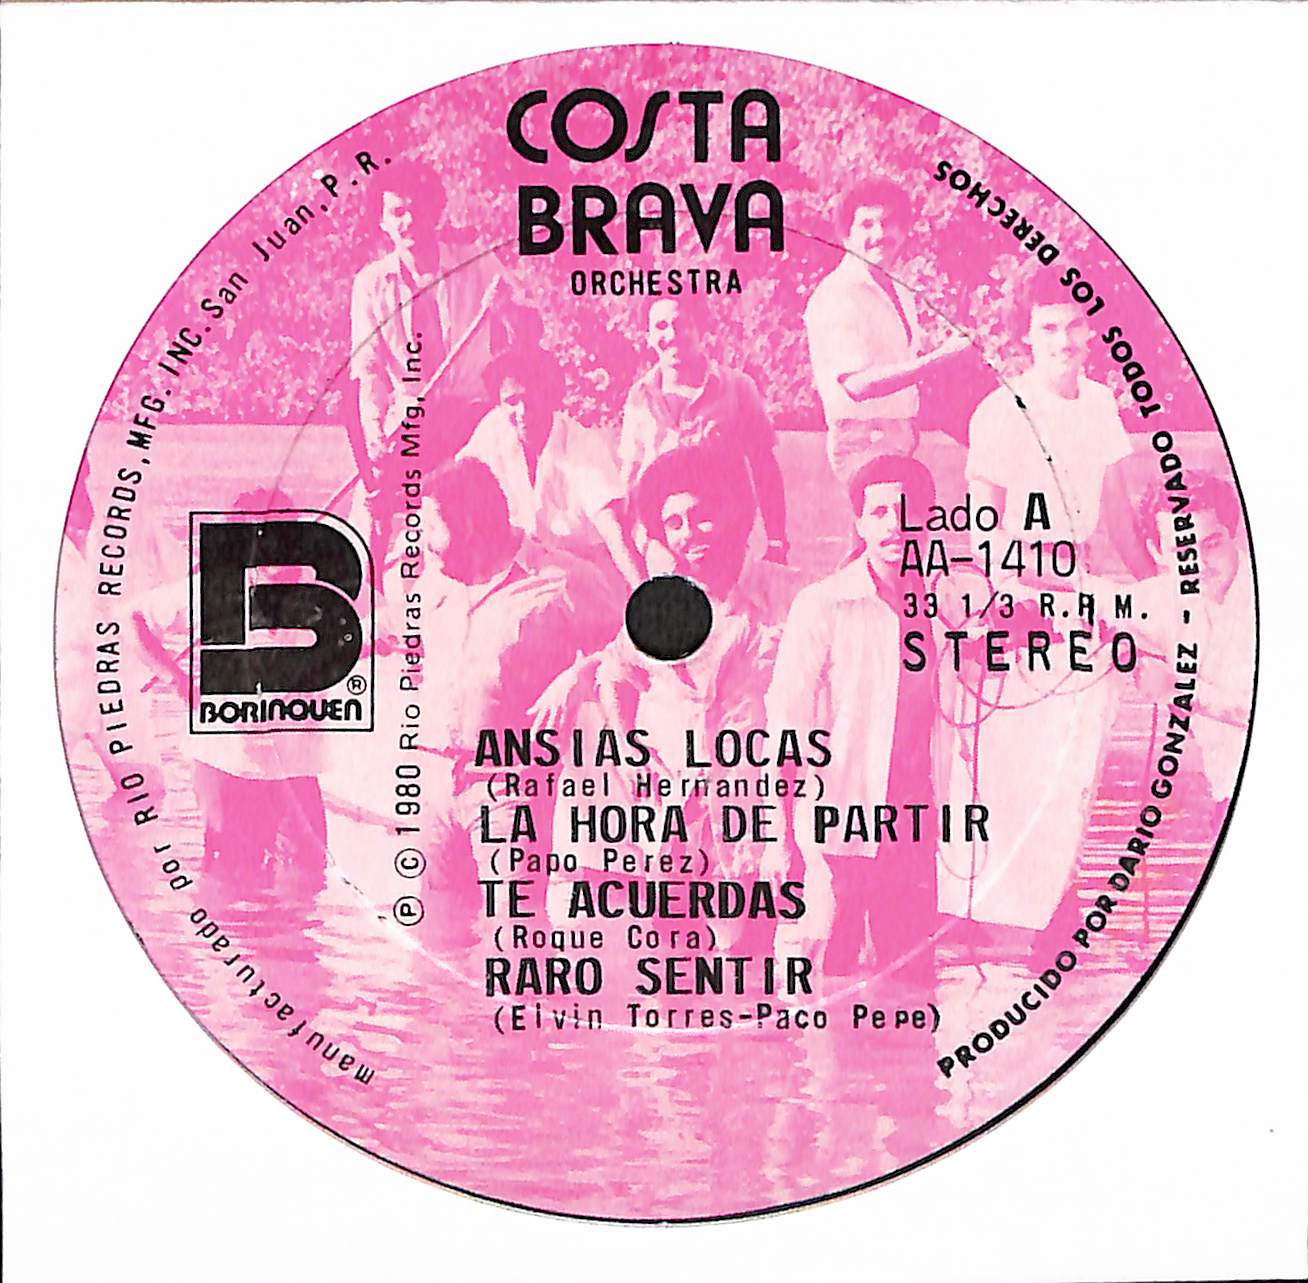 COSTA
BRAVA
ORCHESTRA
manufacturado por RIO PIEDRAS RECORDS, MFG. INC. San Juan, P.R.
BORINQUEN ®
Ⓟ © 1980 Rio Piedras Records Mfg, Inc.
Lado A
AA-1410
33 1/3 R.P.M.
STEREO
ANSIAS LOCAS
(Rafael Hernandez)
LA HORA DE PARTIR
(Papo Perez)
TE ACUERDAS
(Roque Cora)
RARO SENTIR
(Elvin Torres-Paco Pepe)
PRODUCIDO POR DARIO GONZALEZ - RESERVADO TODOS LOS DERECHOS